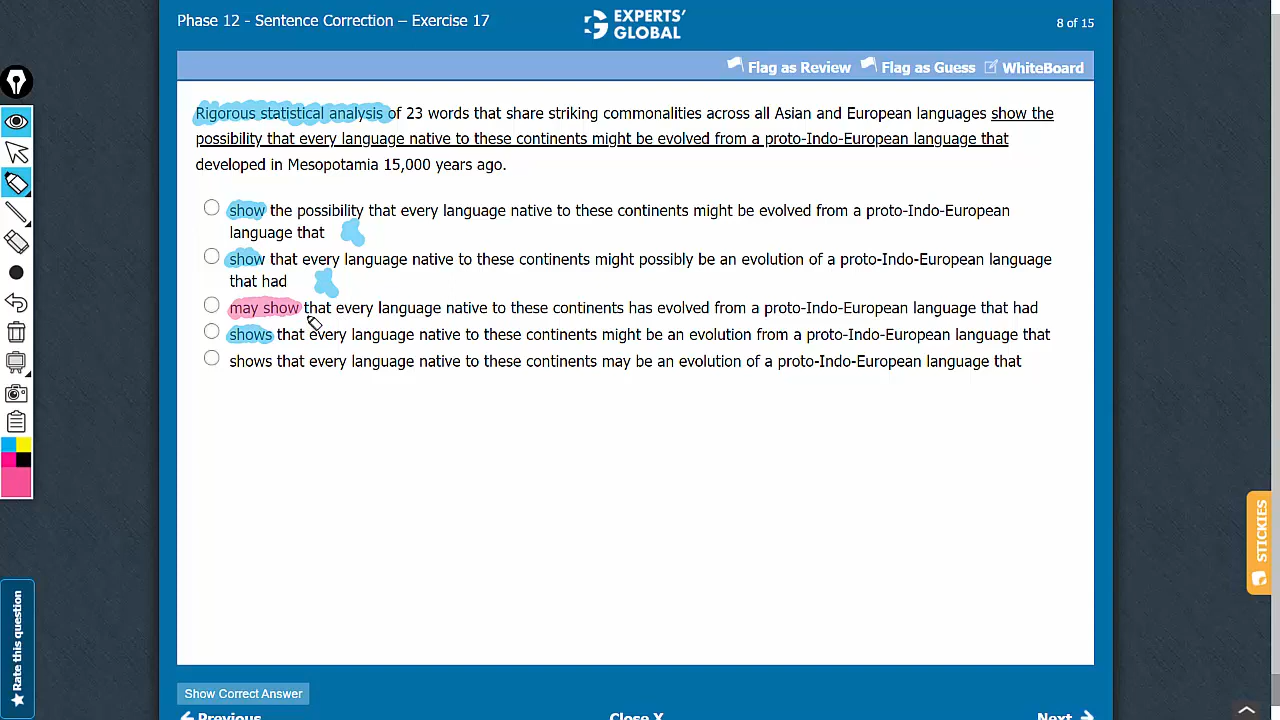 Phase 12 - Sentence Correction – Exercise 17
EXPERTS'
GLOBAL
8 of 15
Flag as Review
Flag as Guess
WhiteBoard
Rigorous statistical analysis of 23 words that share striking commonalities across all Asian and European languages show the
possibility that every language native to these continents might be evolved from a proto-Indo-European language that
developed in Mesopotamia 15,000 years ago.
show the possibility that every language native to these continents might be evolved from a proto-Indo-European
language that
show that every language native to these continents might possibly be an evolution of a proto-Indo-European language
that had
may show that every language native to these continents has evolved from a proto-Indo-European language that had
shows that every language native to these continents might be an evolution from a proto-Indo-European language that
shows that every language native to these continents may be an evolution of a proto-Indo-European language that
STICKIES
Rate this question
Show Correct Answer
Previous
Close X
Next